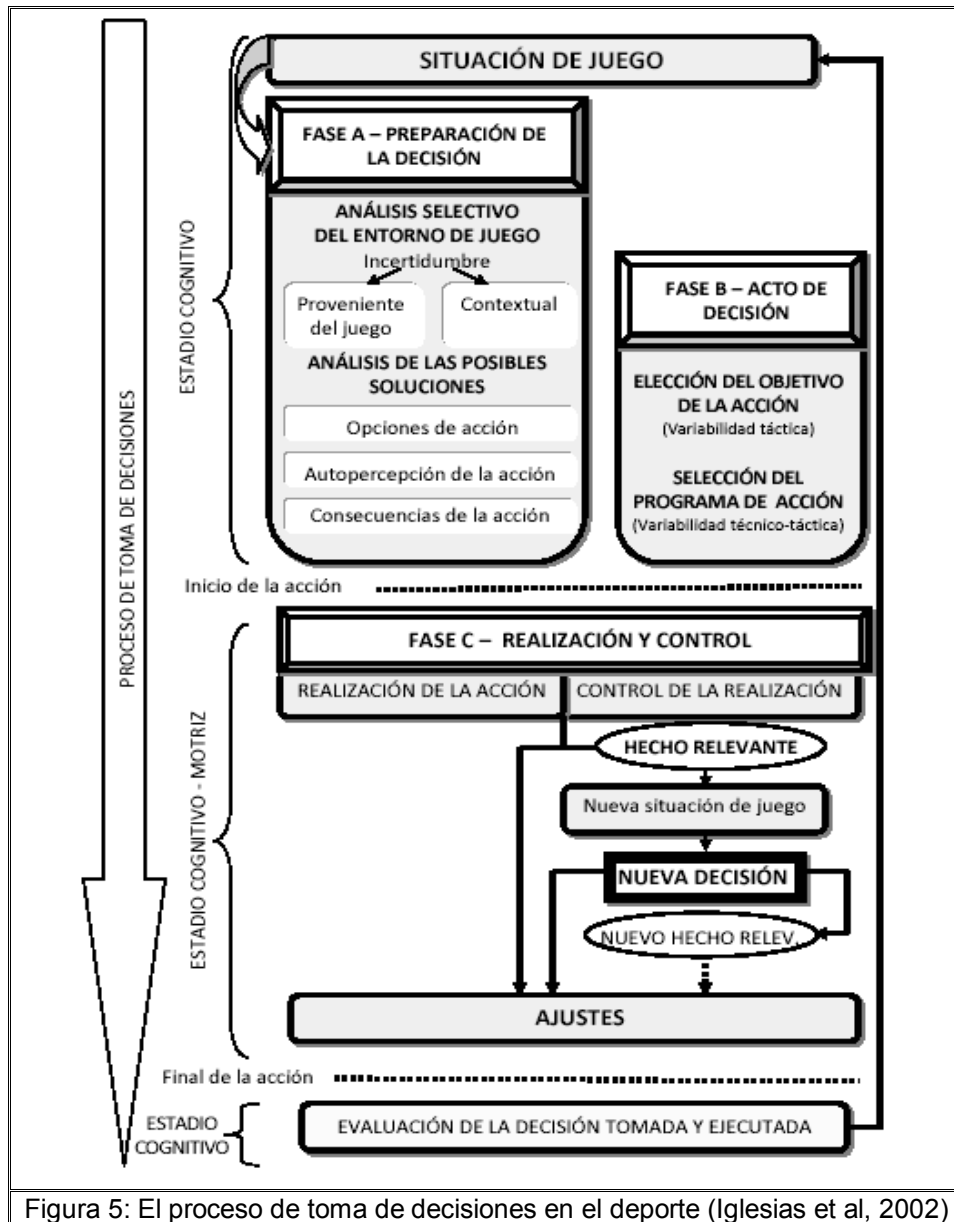 SITUACIÓN DE JUEGO
FASE A – PREPARACIÓN DE
LA DECISIÓN
ANÁLISIS SELECTIVO
DEL ENTORNO DE JUEGO
Incertidumbre
Proveniente
del juego
Contextual
ANÁLISIS DE LAS POSIBLES
SOLUCIONES
Opciones de acción
Autopercepción de la acción
Consecuencias de la acción
FASE B – ACTO DE
DECISIÓN
ELECCIÓN DEL OBJETIVO
DE LA ACCIÓN
(Variabilidad táctica)
SELECCIÓN DEL
PROGRAMA DE ACCIÓN
(Variabilidad técnico-táctica)
ESTADIO COGNITIVO
PROCESO DE TOMA DE DECISIONES
Inicio de la acción
FASE C – REALIZACIÓN Y CONTROL
REALIZACIÓN DE LA ACCIÓN
CONTROL DE LA REALIZACIÓN
HECHO RELEVANTE
Nueva situación de juego
NUEVA DECISIÓN
NUEVO HECHO RELEV.
AJUSTES
ESTADIO COGNITIVO - MOTRIZ
Final de la acción
ESTADIO
COGNITIVO
EVALUACIÓN DE LA DECISIÓN TOMADA Y EJECUTADA
Figura 5: El proceso de toma de decisiones en el deporte (Iglesias et al, 2002)